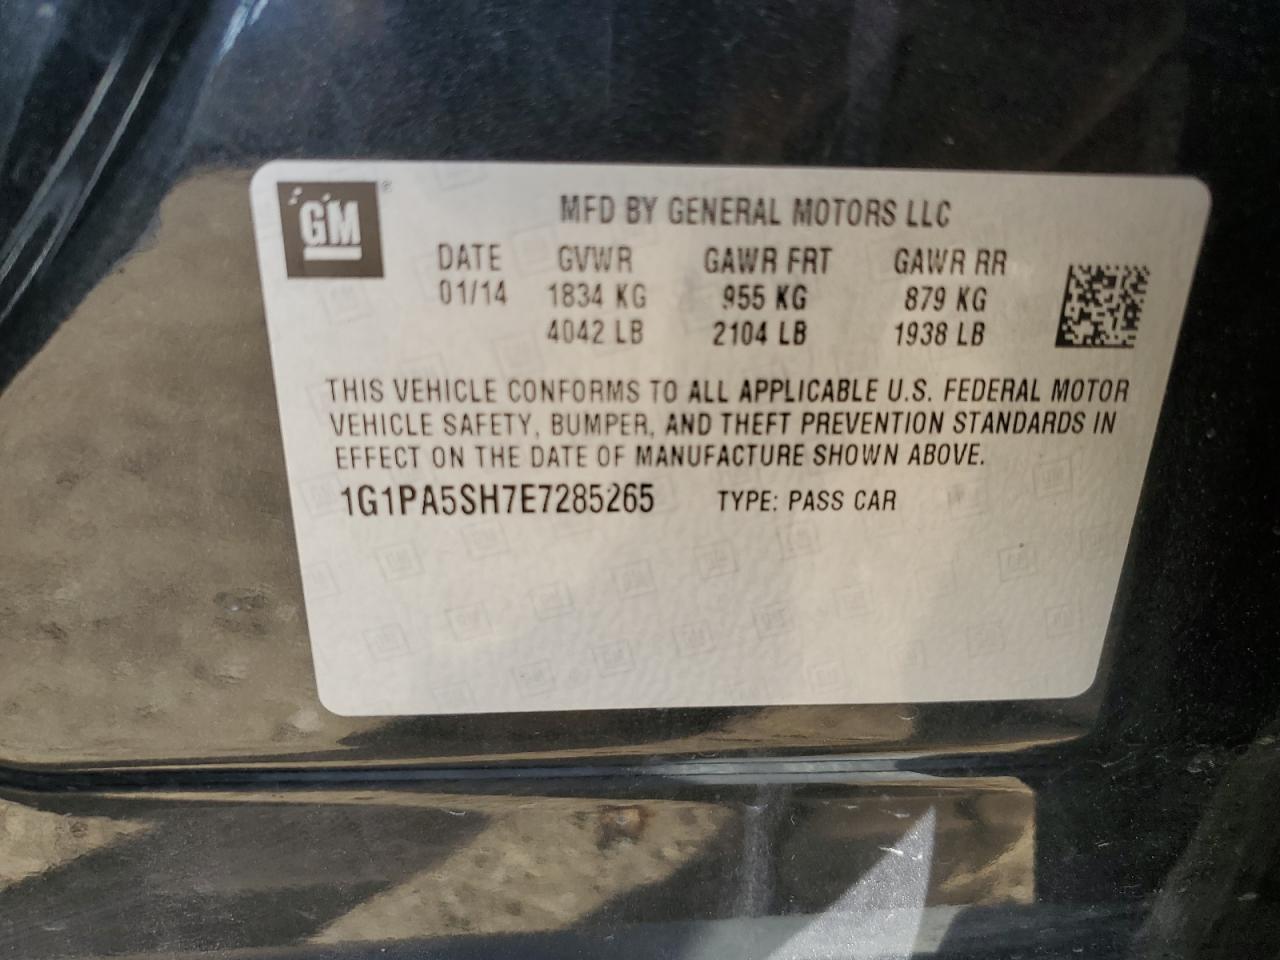 GM ®
MFD BY GENERAL MOTORS LLC
DATE GVWR GAWR FRT GAWR RR
01/14 1834 KG 955 KG 879 KG
4042 LB 2104 LB 1938 LB
THIS VEHICLE CONFORMS TO ALL APPLICABLE U.S. FEDERAL MOTOR
VEHICLE SAFETY, BUMPER, AND THEFT PREVENTION STANDARDS IN
EFFECT ON THE DATE OF MANUFACTURE SHOWN ABOVE.
1G1PA5SH7E7285265 TYPE: PASS CAR